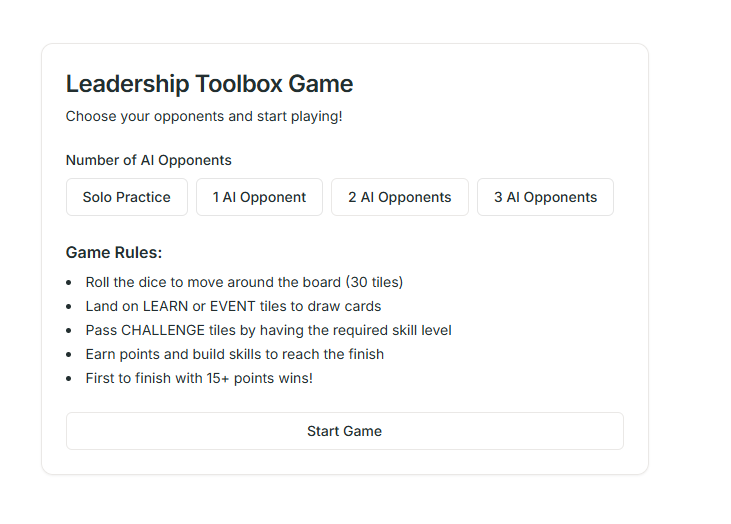 Leadership Toolbox Game
Choose your opponents and start playing!
Number of AI Opponents
Solo Practice
1 AI Opponent
2 AI Opponents
3 AI Opponents
Game Rules:
• Roll the dice to move around the board (30 tiles)
• Land on LEARN or EVENT tiles to draw cards
• Pass CHALLENGE tiles by having the required skill level
• Earn points and build skills to reach the finish
• First to finish with 15+ points wins!
Start Game